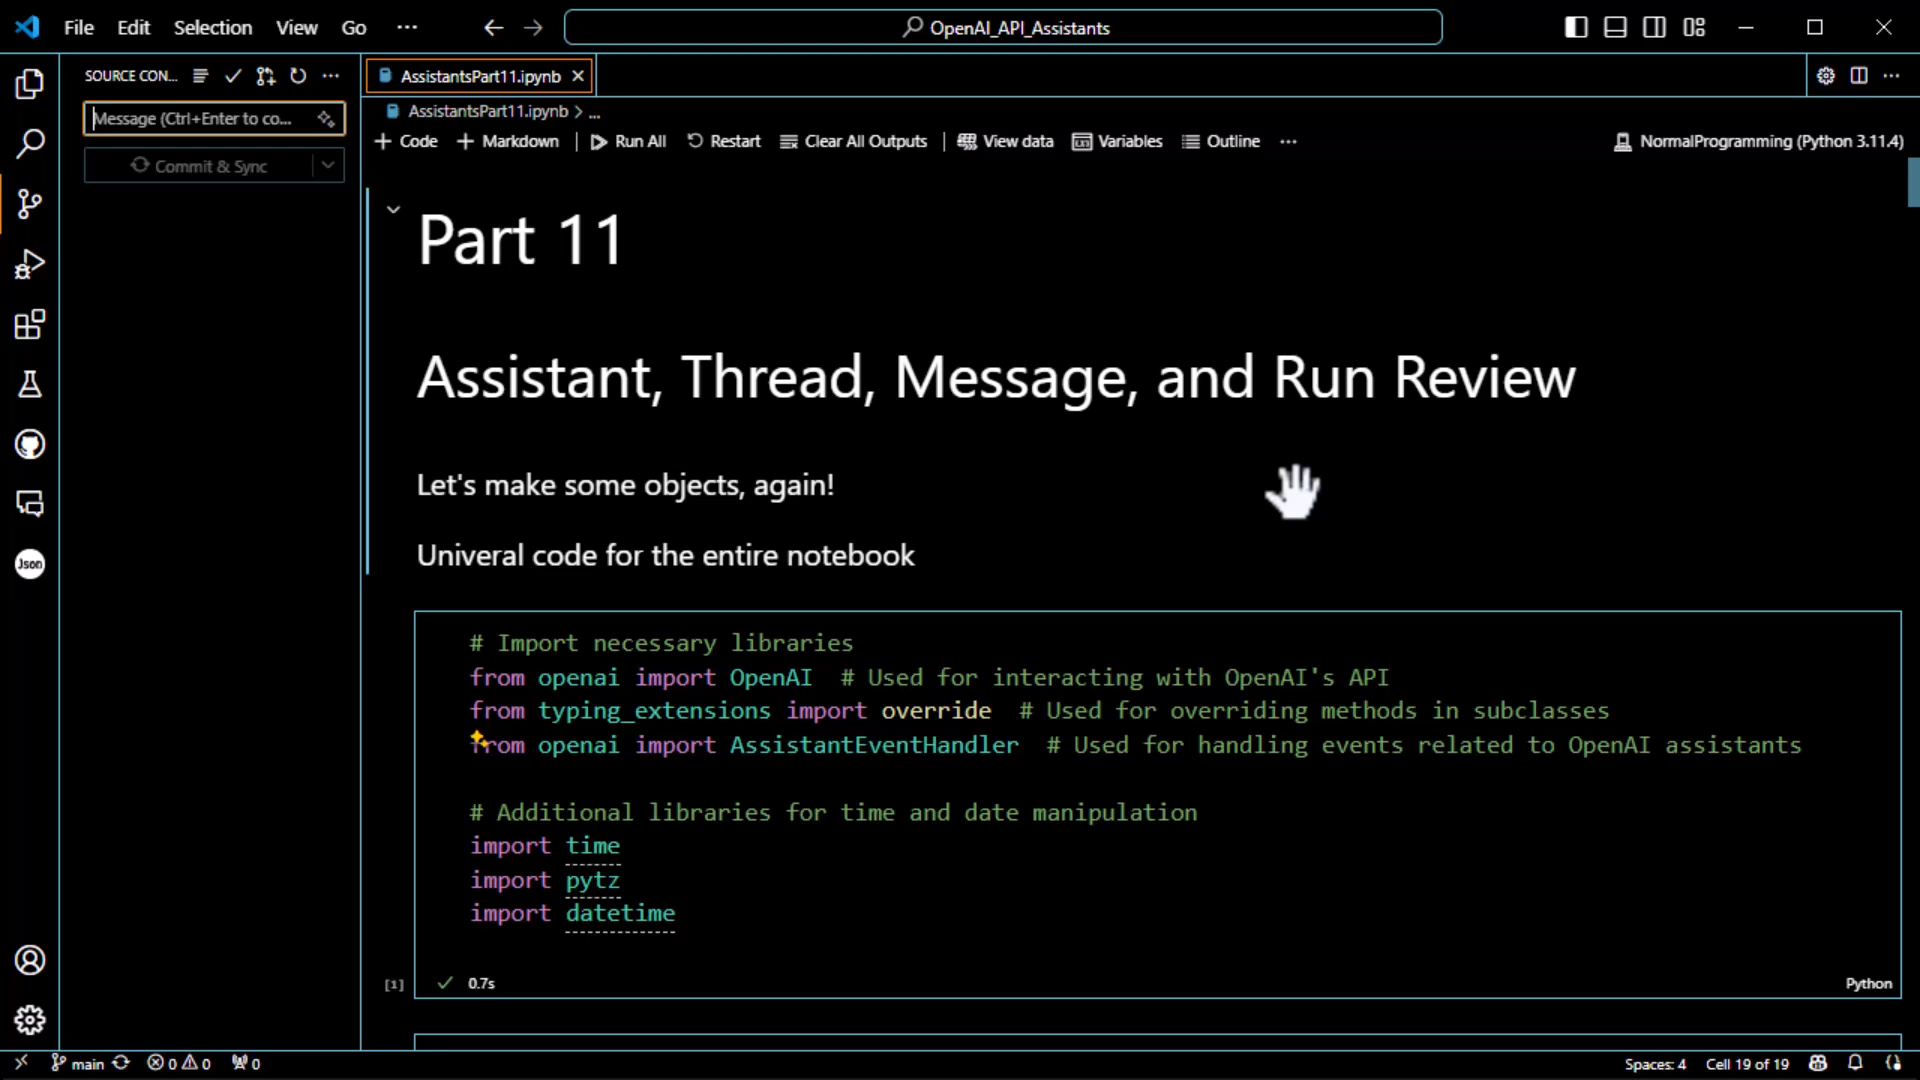 File Edit Selection View Go ···
OpenAI_API_Assistants
SOURCE CON...
Message (Ctrl+Enter to co...
Commit & Sync
AssistantsPart11.ipynb
AssistantsPart11.ipynb > ...
+ Code + Markdown Run All Restart Clear All Outputs View data Variables Outline ···
NormalProgramming (Python 3.11.4)
Part 11
Assistant, Thread, Message, and Run Review
Let's make some objects, again!
Univeral code for the entire notebook
# Import necessary libraries
from openai import OpenAI # Used for interacting with OpenAI's API
from typing_extensions import override # Used for overriding methods in subclasses
from openai import AssistantEventHandler # Used for handling events related to OpenAI assistants
# Additional libraries for time and date manipulation
import time
import pytz
import datetime
[1] 0.7s
Python
Json
main 0 0 0
Spaces: 4 Cell 19 of 19